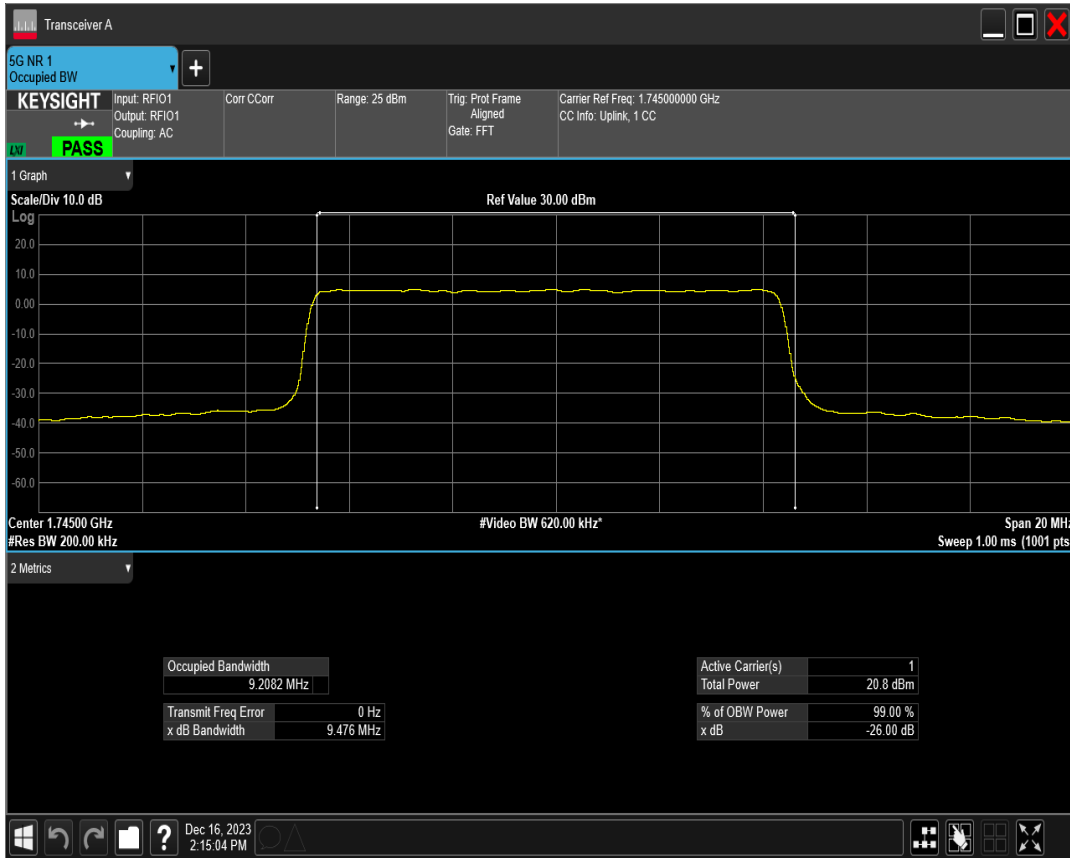 Transceiver A
5G NR 1
Occupied BW
+
KEYSIGHT
LXI
PASS
Input: RFIO1
Output: RFIO1
Coupling: AC
Corr CCorr
Range: 25 dBm
Trig: Prot Frame
Aligned
Gate: FFT
Carrier Ref Freq: 1.745000000 GHz
CC Info: Uplink, 1 CC
1 Graph
Scale/Div 10.0 dB
Ref Value 30.00 dBm
Log
20.0
10.0
0.00
-10.0
-20.0
-30.0
-40.0
-50.0
-60.0
Center 1.74500 GHz
#Video BW 620.00 kHz*
Span 20 MHz
#Res BW 200.00 kHz
Sweep 1.00 ms (1001 pts
2 Metrics
Occupied Bandwidth
9.2082 MHz
Transmit Freq Error 0 Hz
x dB Bandwidth 9.476 MHz
Active Carrier(s) 1
Total Power 20.8 dBm
% of OBW Power 99.00 %
x dB -26.00 dB
?
Dec 16, 2023
2:15:04 PM